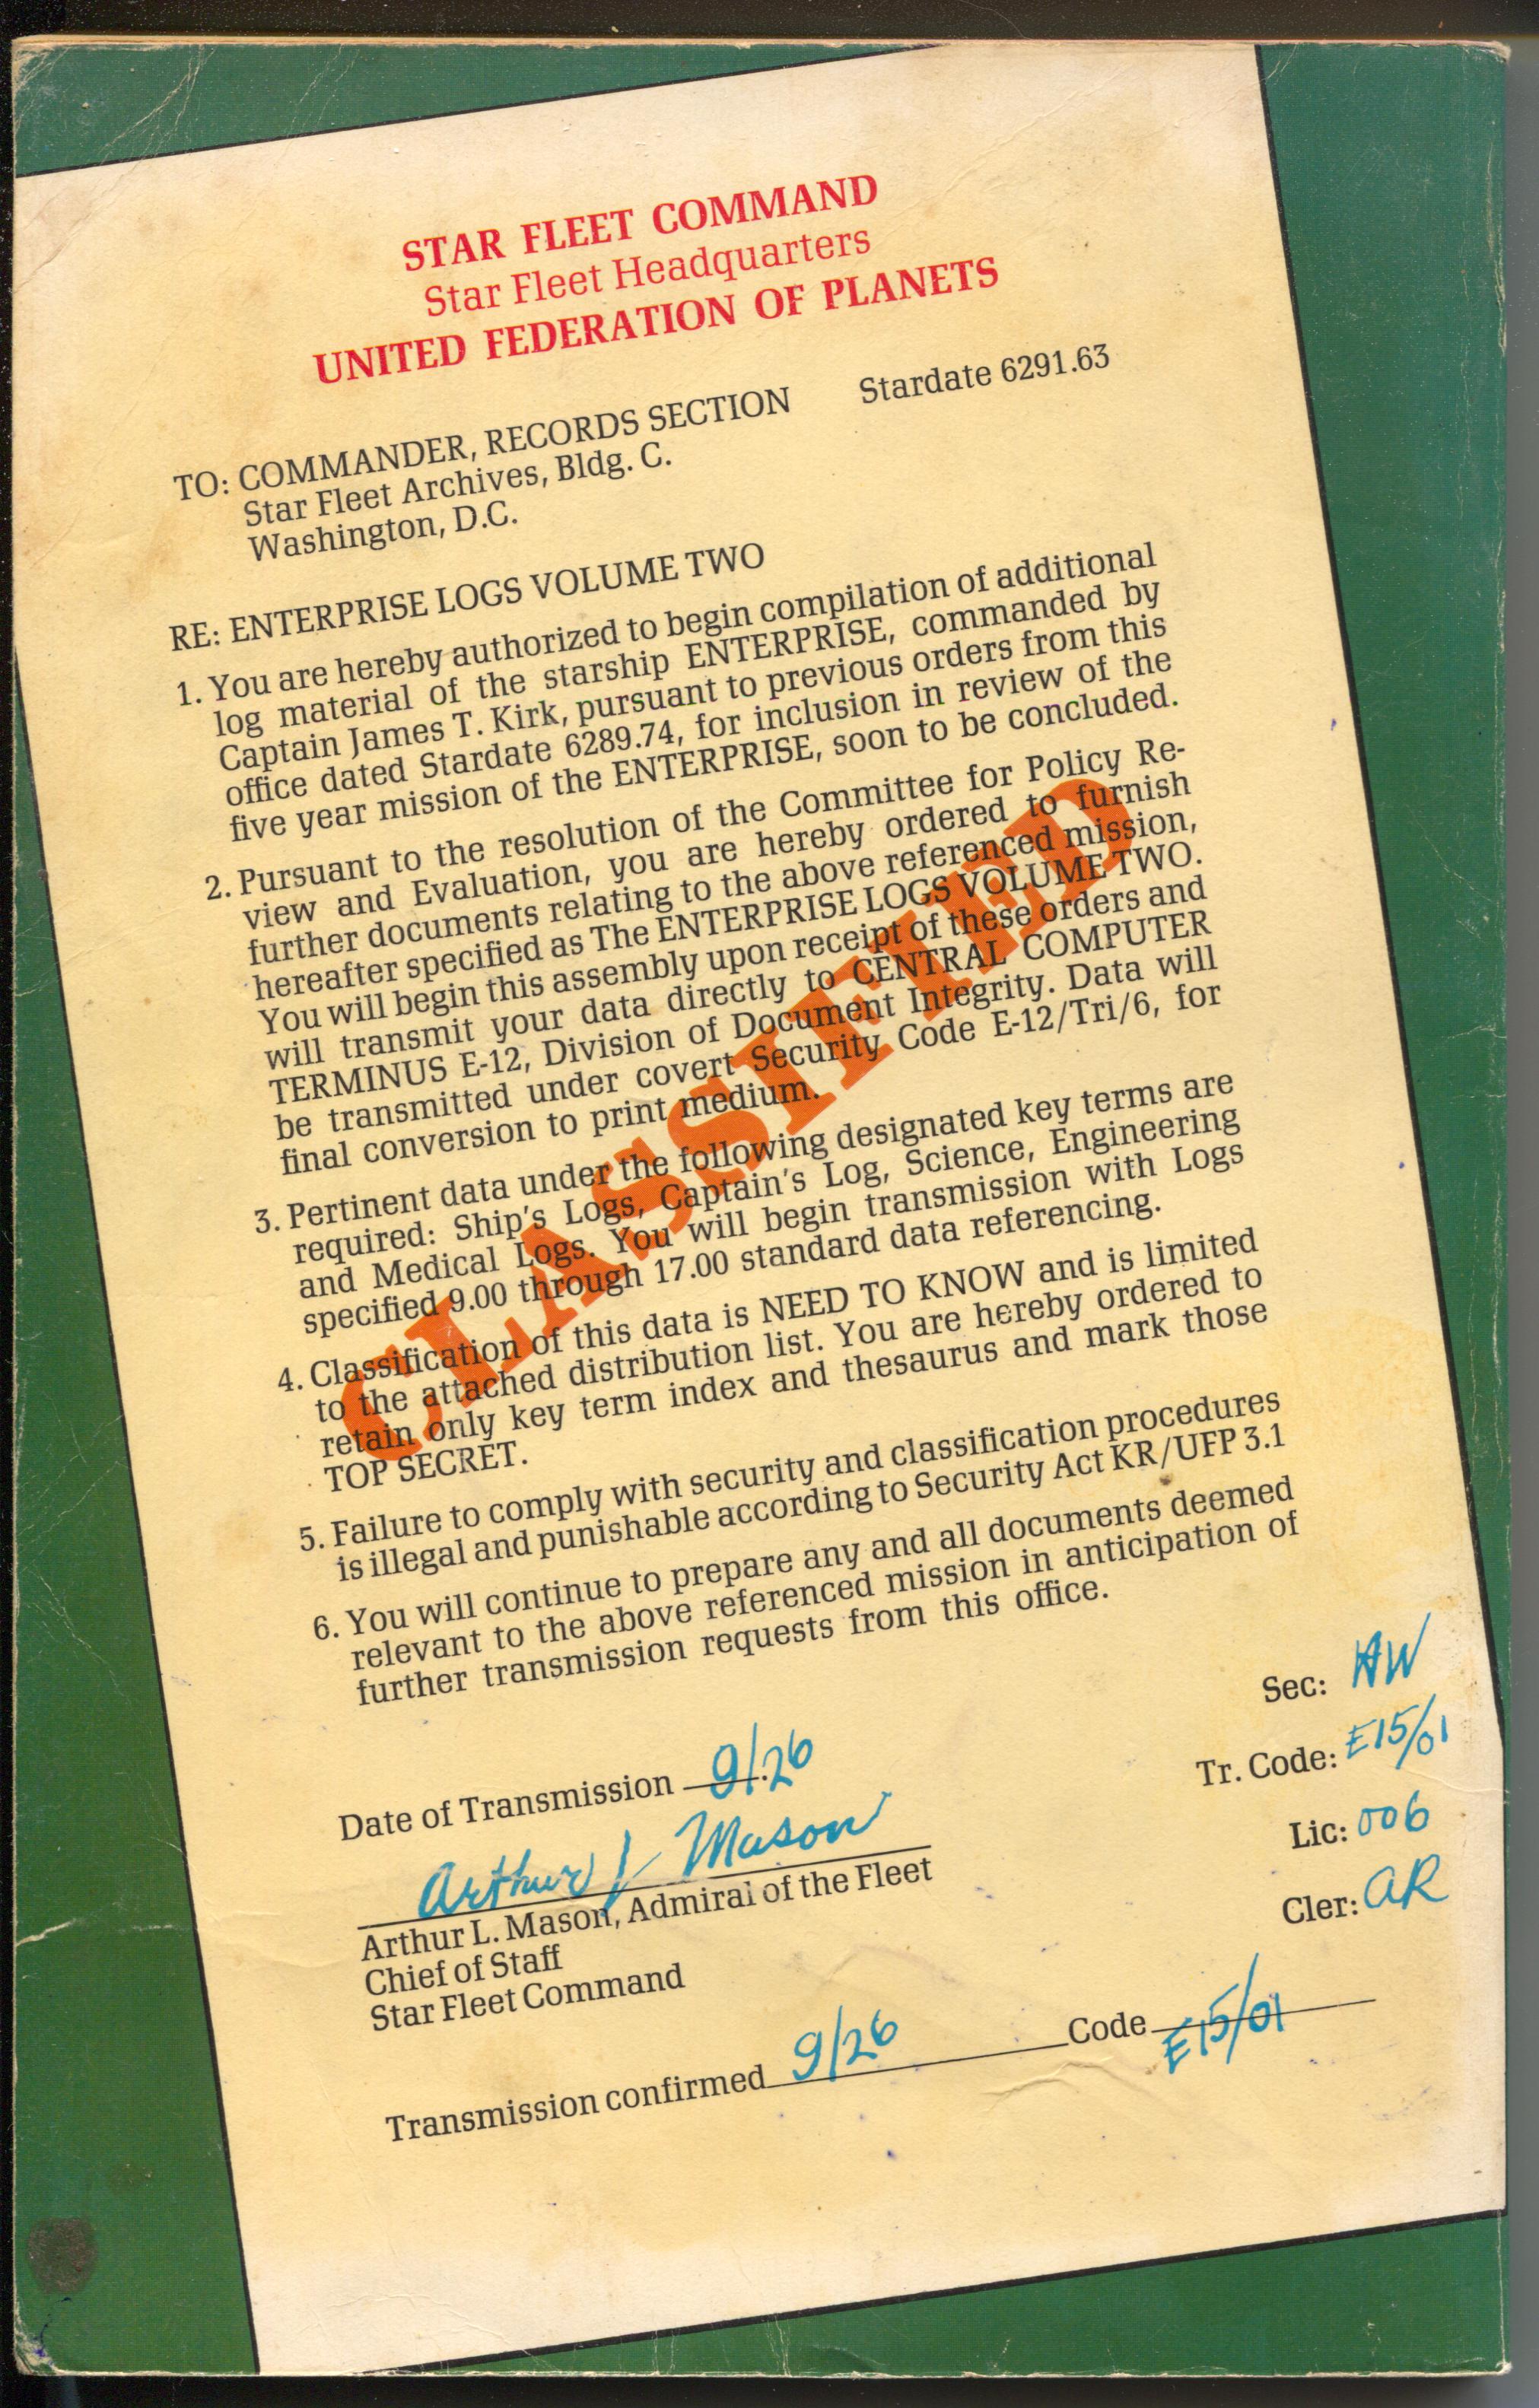 STAR FLEET COMMAND
Star Fleet Headquarters
UNITED FEDERATION OF PLANETS
Stardate 6291.63
TO: COMMANDER, RECORDS SECTION
Star Fleet Archives, Bldg. C.
Washington, D.C.
RE: ENTERPRISE LOGS VOLUME TWO
1. You are hereby authorized to begin compilation of additional
log material of the starship ENTERPRISE, commanded by
Captain James T. Kirk, pursuant to previous orders from this
office dated Stardate 6289.74, for inclusion in review of the
five year mission of the ENTERPRISE, soon to be concluded.
2. Pursuant to the resolution of the Committee for Policy Re-
view and Evaluation, you are hereby ordered to furnish
further documents relating to the above referenced mission,
hereafter specified as The ENTERPRISE LOGS VOLUME TWO.
You will begin this assembly upon receipt of these orders and
will transmit your data directly to CENTRAL COMPUTER
TERMINUS E-12, Division of Document Integrity. Data will
be transmitted under covert Security Code E-12/Tri/6, for
final conversion to print medium.
3. Pertinent data under the following designated key terms are
required: Ship's Logs, Captain's Log, Science, Engineering
and Medical Logs. You will begin transmission with Logs
specified 9.00 through 17.00 standard data referencing.
4. Classification of this data is NEED TO KNOW and is limited
to the attached distribution list. You are hereby ordered to
retain only key term index and thesaurus and mark those
TOP SECRET.
5. Failure to comply with security and classification procedures
is illegal and punishable according to Security Act KR/UFP 3.1
6. You will continue to prepare any and all documents deemed
relevant to the above referenced mission in anticipation of
further transmission requests from this office.
CLASSIFIED
Sec: AW
Tr. Code: E15/01
Lic: 006
Cler: AR
Date of Transmission 9/26
Arthur L Mason
Arthur L. Mason, Admiral of the Fleet
Chief of Staff
Star Fleet Command
Transmission confirmed 9/26 Code E15/01